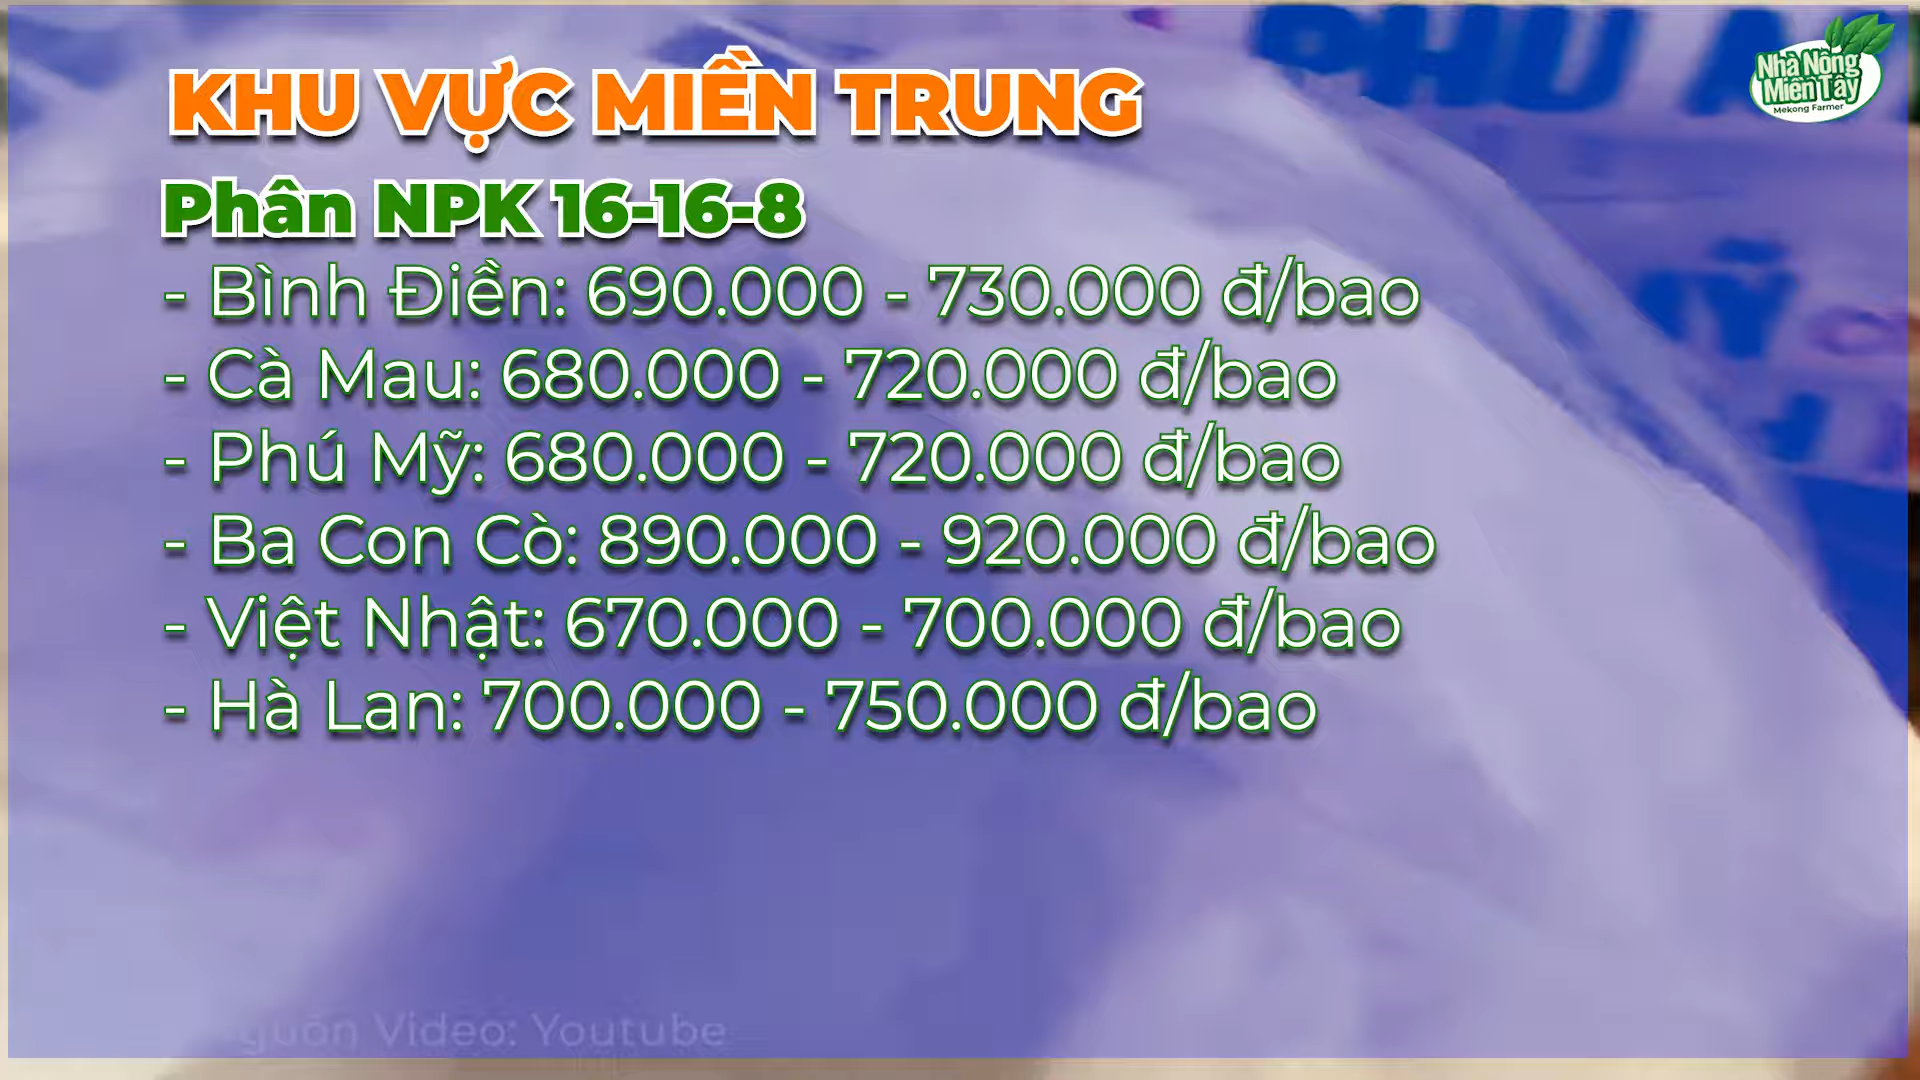 KHU VỰC MIỀN TRUNG
Nhà Nông
Miền Tây
Mekong Farmer
Phân NPK 16-16-8
- Bình Điền: 690.000 - 730.000 đ/bao
- Cà Mau: 680.000 - 720.000 đ/bao
- Phú Mỹ: 680.000 - 720.000 đ/bao
- Ba Con Cò: 890.000 - 920.000 đ/bao
- Việt Nhật: 670.000 - 700.000 đ/bao
- Hà Lan: 700.000 - 750.000 đ/bao
Video: Youtube